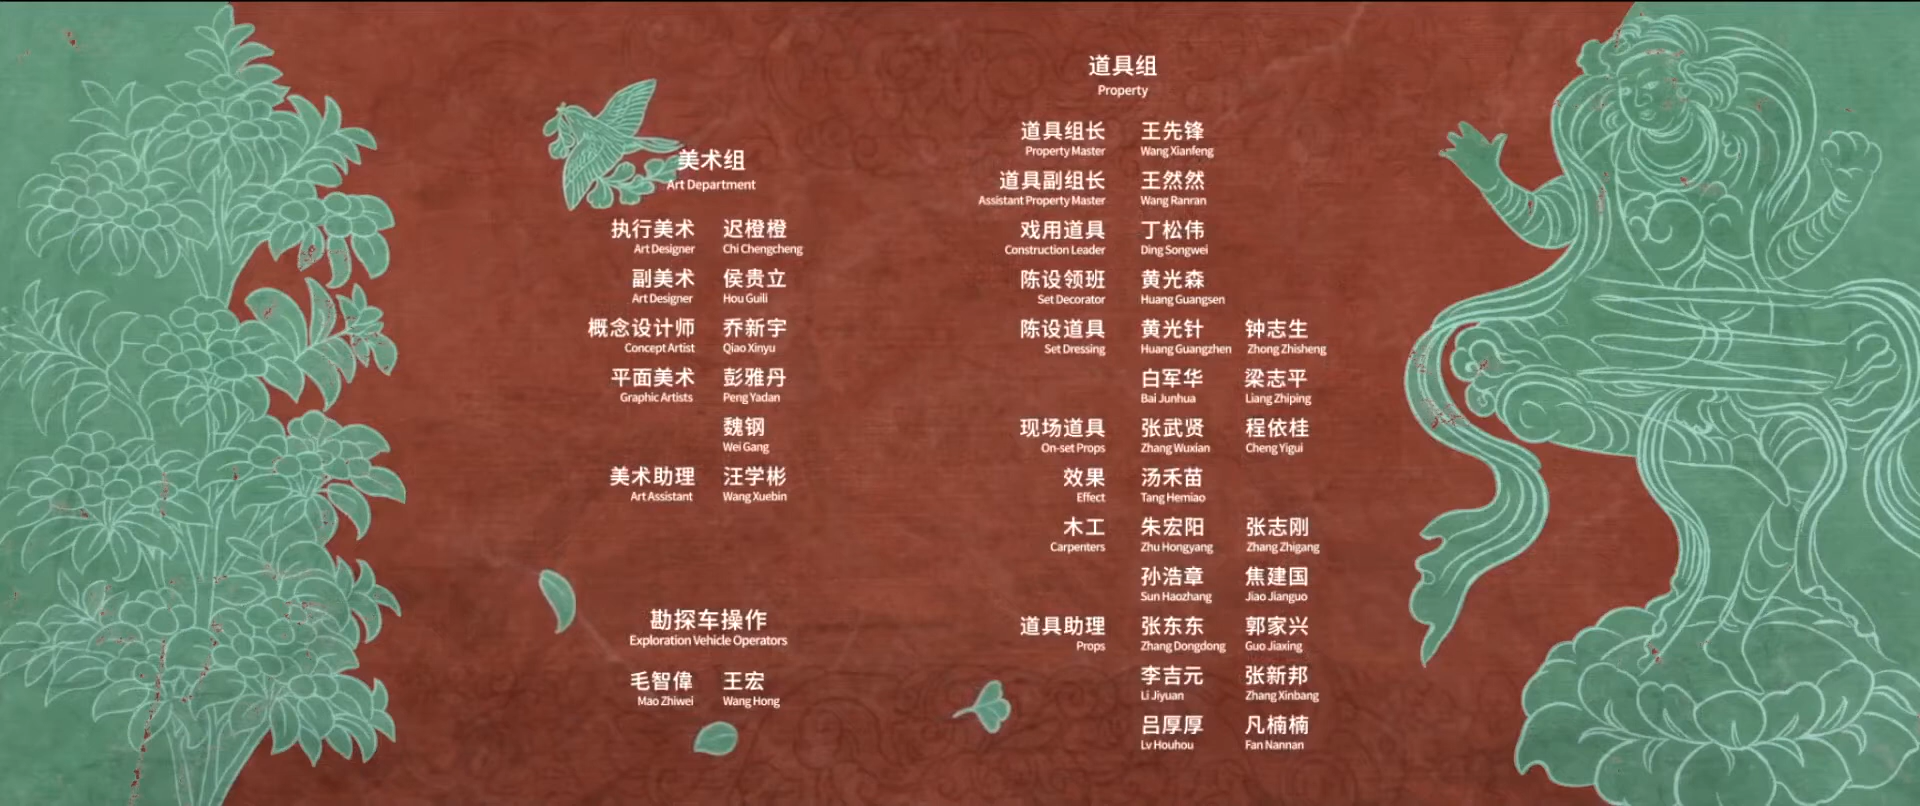 美术组
Art Department
执行美术 迟橙橙
Art Designer Chi Chengcheng
副美术 侯贵立
Art Designer Hou Guili
概念设计师 乔新宇
Concept Artist Qiao Xinyu
平面美术 彭雅丹
Graphic Artists Peng Yadan
魏钢
Wei Gang
美术助理 汪学彬
Art Assistant Wang Xuebin
勘探车操作
Exploration Vehicle Operators
毛智偉 王宏
Mao Zhiwei Wang Hong
道具组
Property
道具组长 王先锋
Property Master Wang Xianfeng
道具副组长 王然然
Assistant Property Master Wang Ranran
戏用道具 丁松伟
Construction Leader Ding Songwei
陈设领班 黄光森
Set Decorator Huang Guangsen
陈设道具 黄光针 钟志生
Set Dressing Huang Guangzhen Zhong Zhisheng
白军华 梁志平
Bai Junhua Liang Zhiping
现场道具 张武贤 程依桂
On-set Props Zhang Wuxian Cheng Yigui
效果 汤禾苗
Effect Tang Hemiao
木工 朱宏阳 张志刚
Carpenters Zhu Hongyang Zhang Zhigang
孙浩章 焦建国
Sun Haozhang Jiao Jianguo
道具助理 张东东 郭家兴
Props Zhang Dongdong Guo Jiaxing
李吉元 张新邦
Li Jiyuan Zhang Xinbang
吕厚厚 凡楠楠
Lv Houhou Fan Nannan